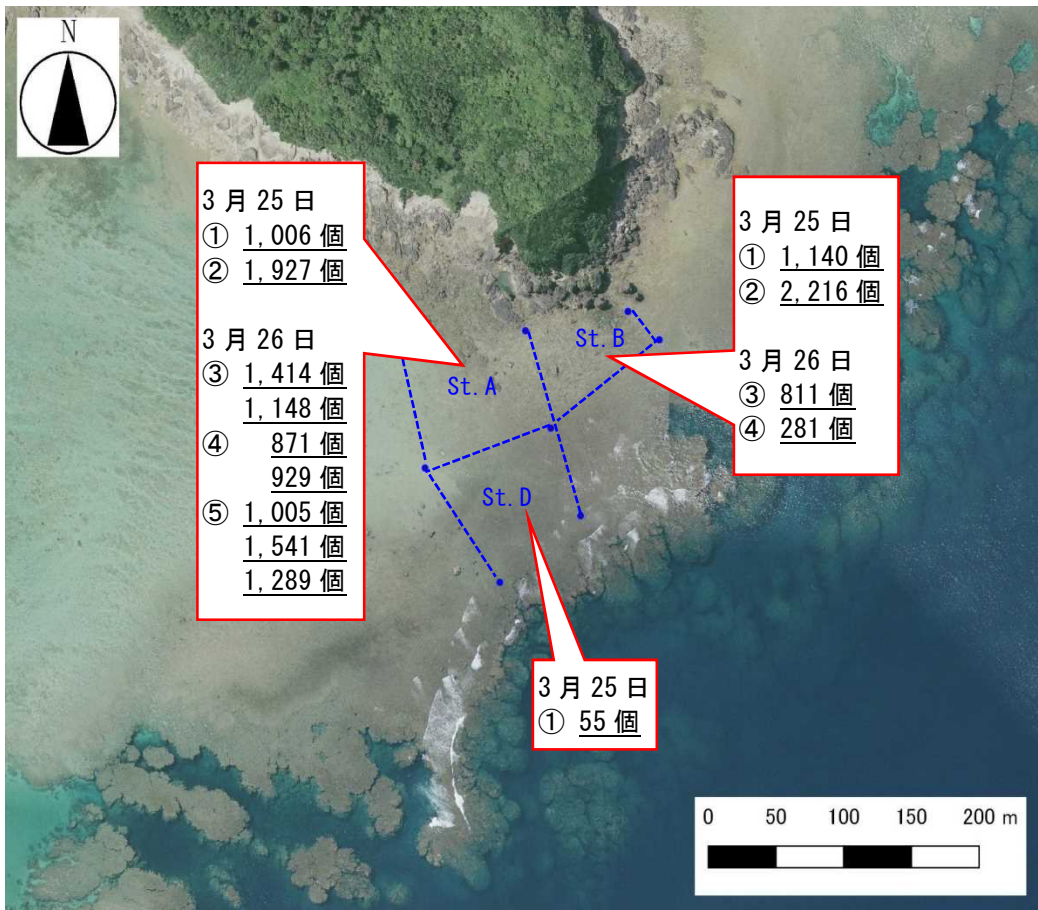 N
3月25日
① 1,006個
② 1,927個
3月26日
③ 1,414個
1,148個
④ 871個
929個
⑤ 1,005個
1,541個
1,289個
St.A
St.B
3月25日
① 1,140個
② 2,216個
3月26日
③ 811個
④ 281個
St.D
3月25日
① 55個
0 50 100 150 200 m